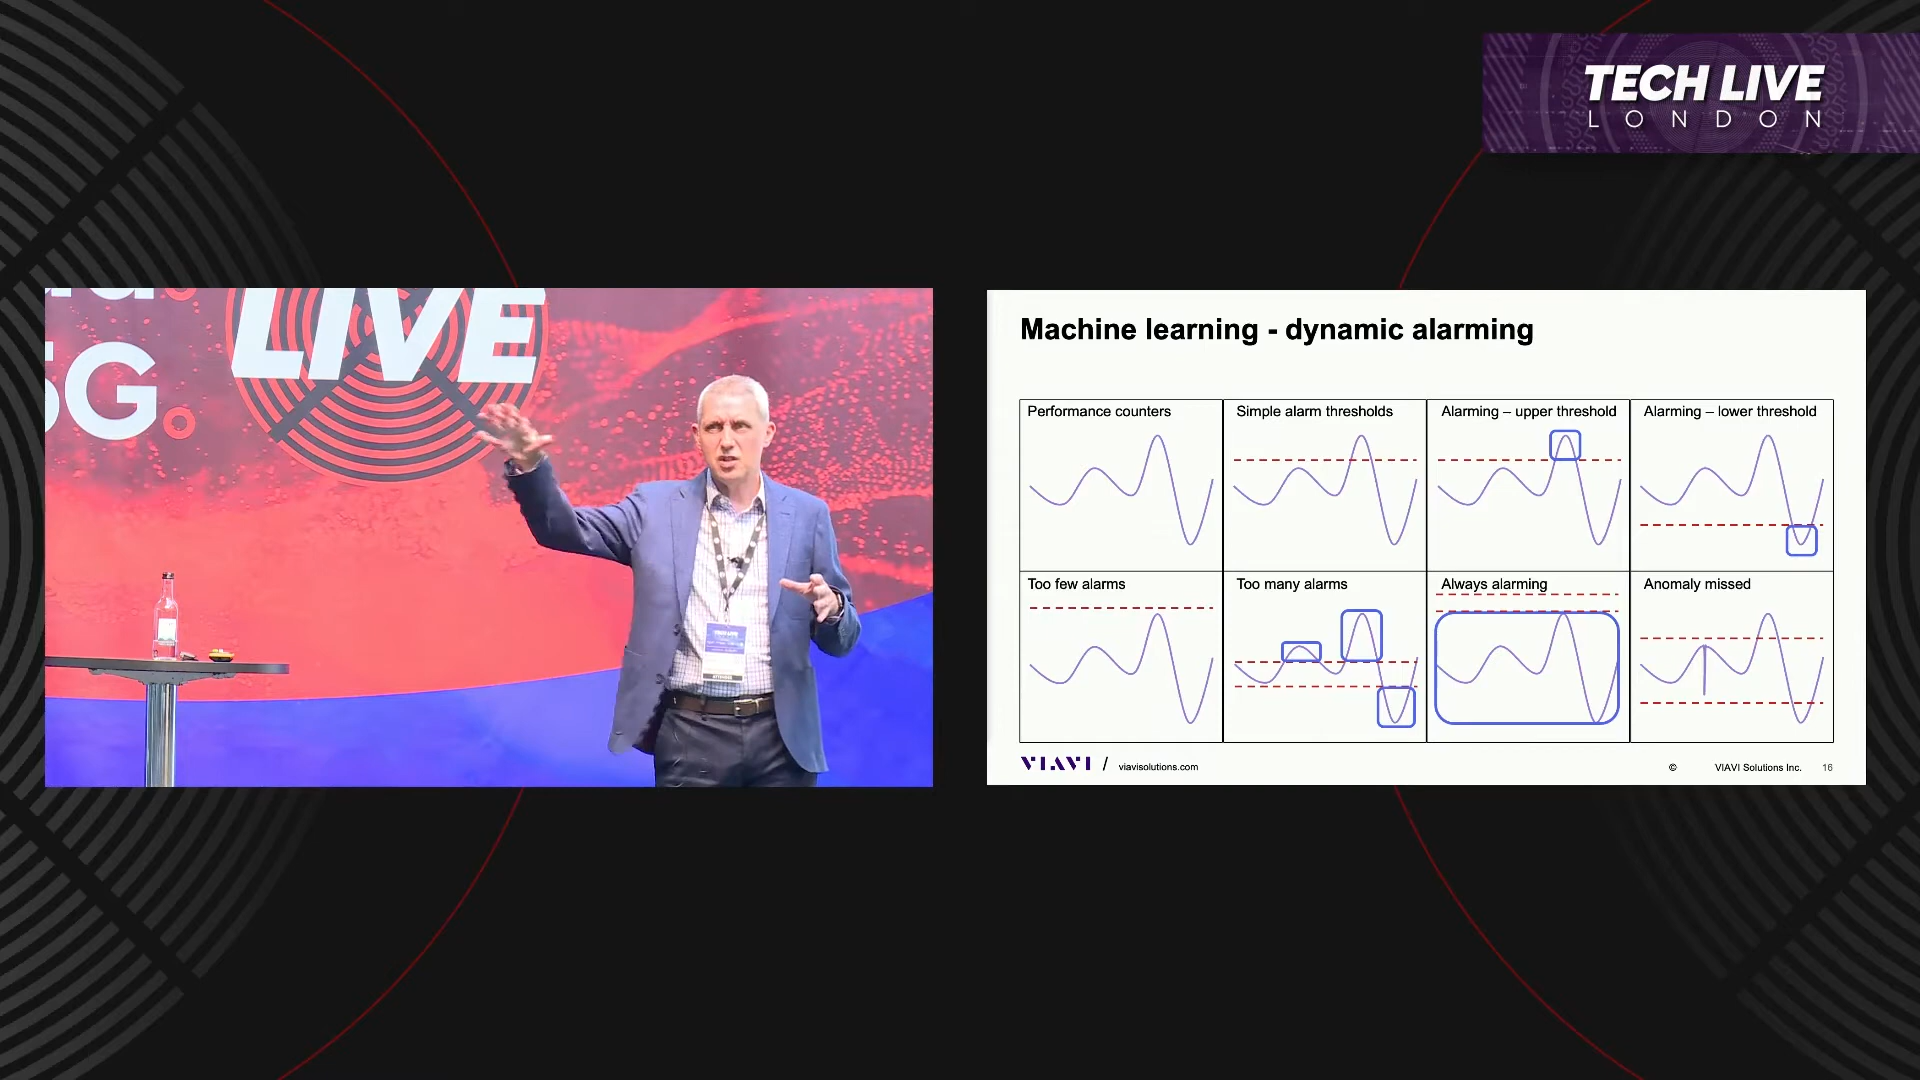 TECH LIVE
LONDON
LIVE
5G.
Machine learning - dynamic alarming
Performance counters
Simple alarm thresholds
Alarming – upper threshold
Alarming – lower threshold
Too few alarms
Too many alarms
Always alarming
Anomaly missed
VIAVI / viavisolutions.com
© VIAVI Solutions Inc. 16